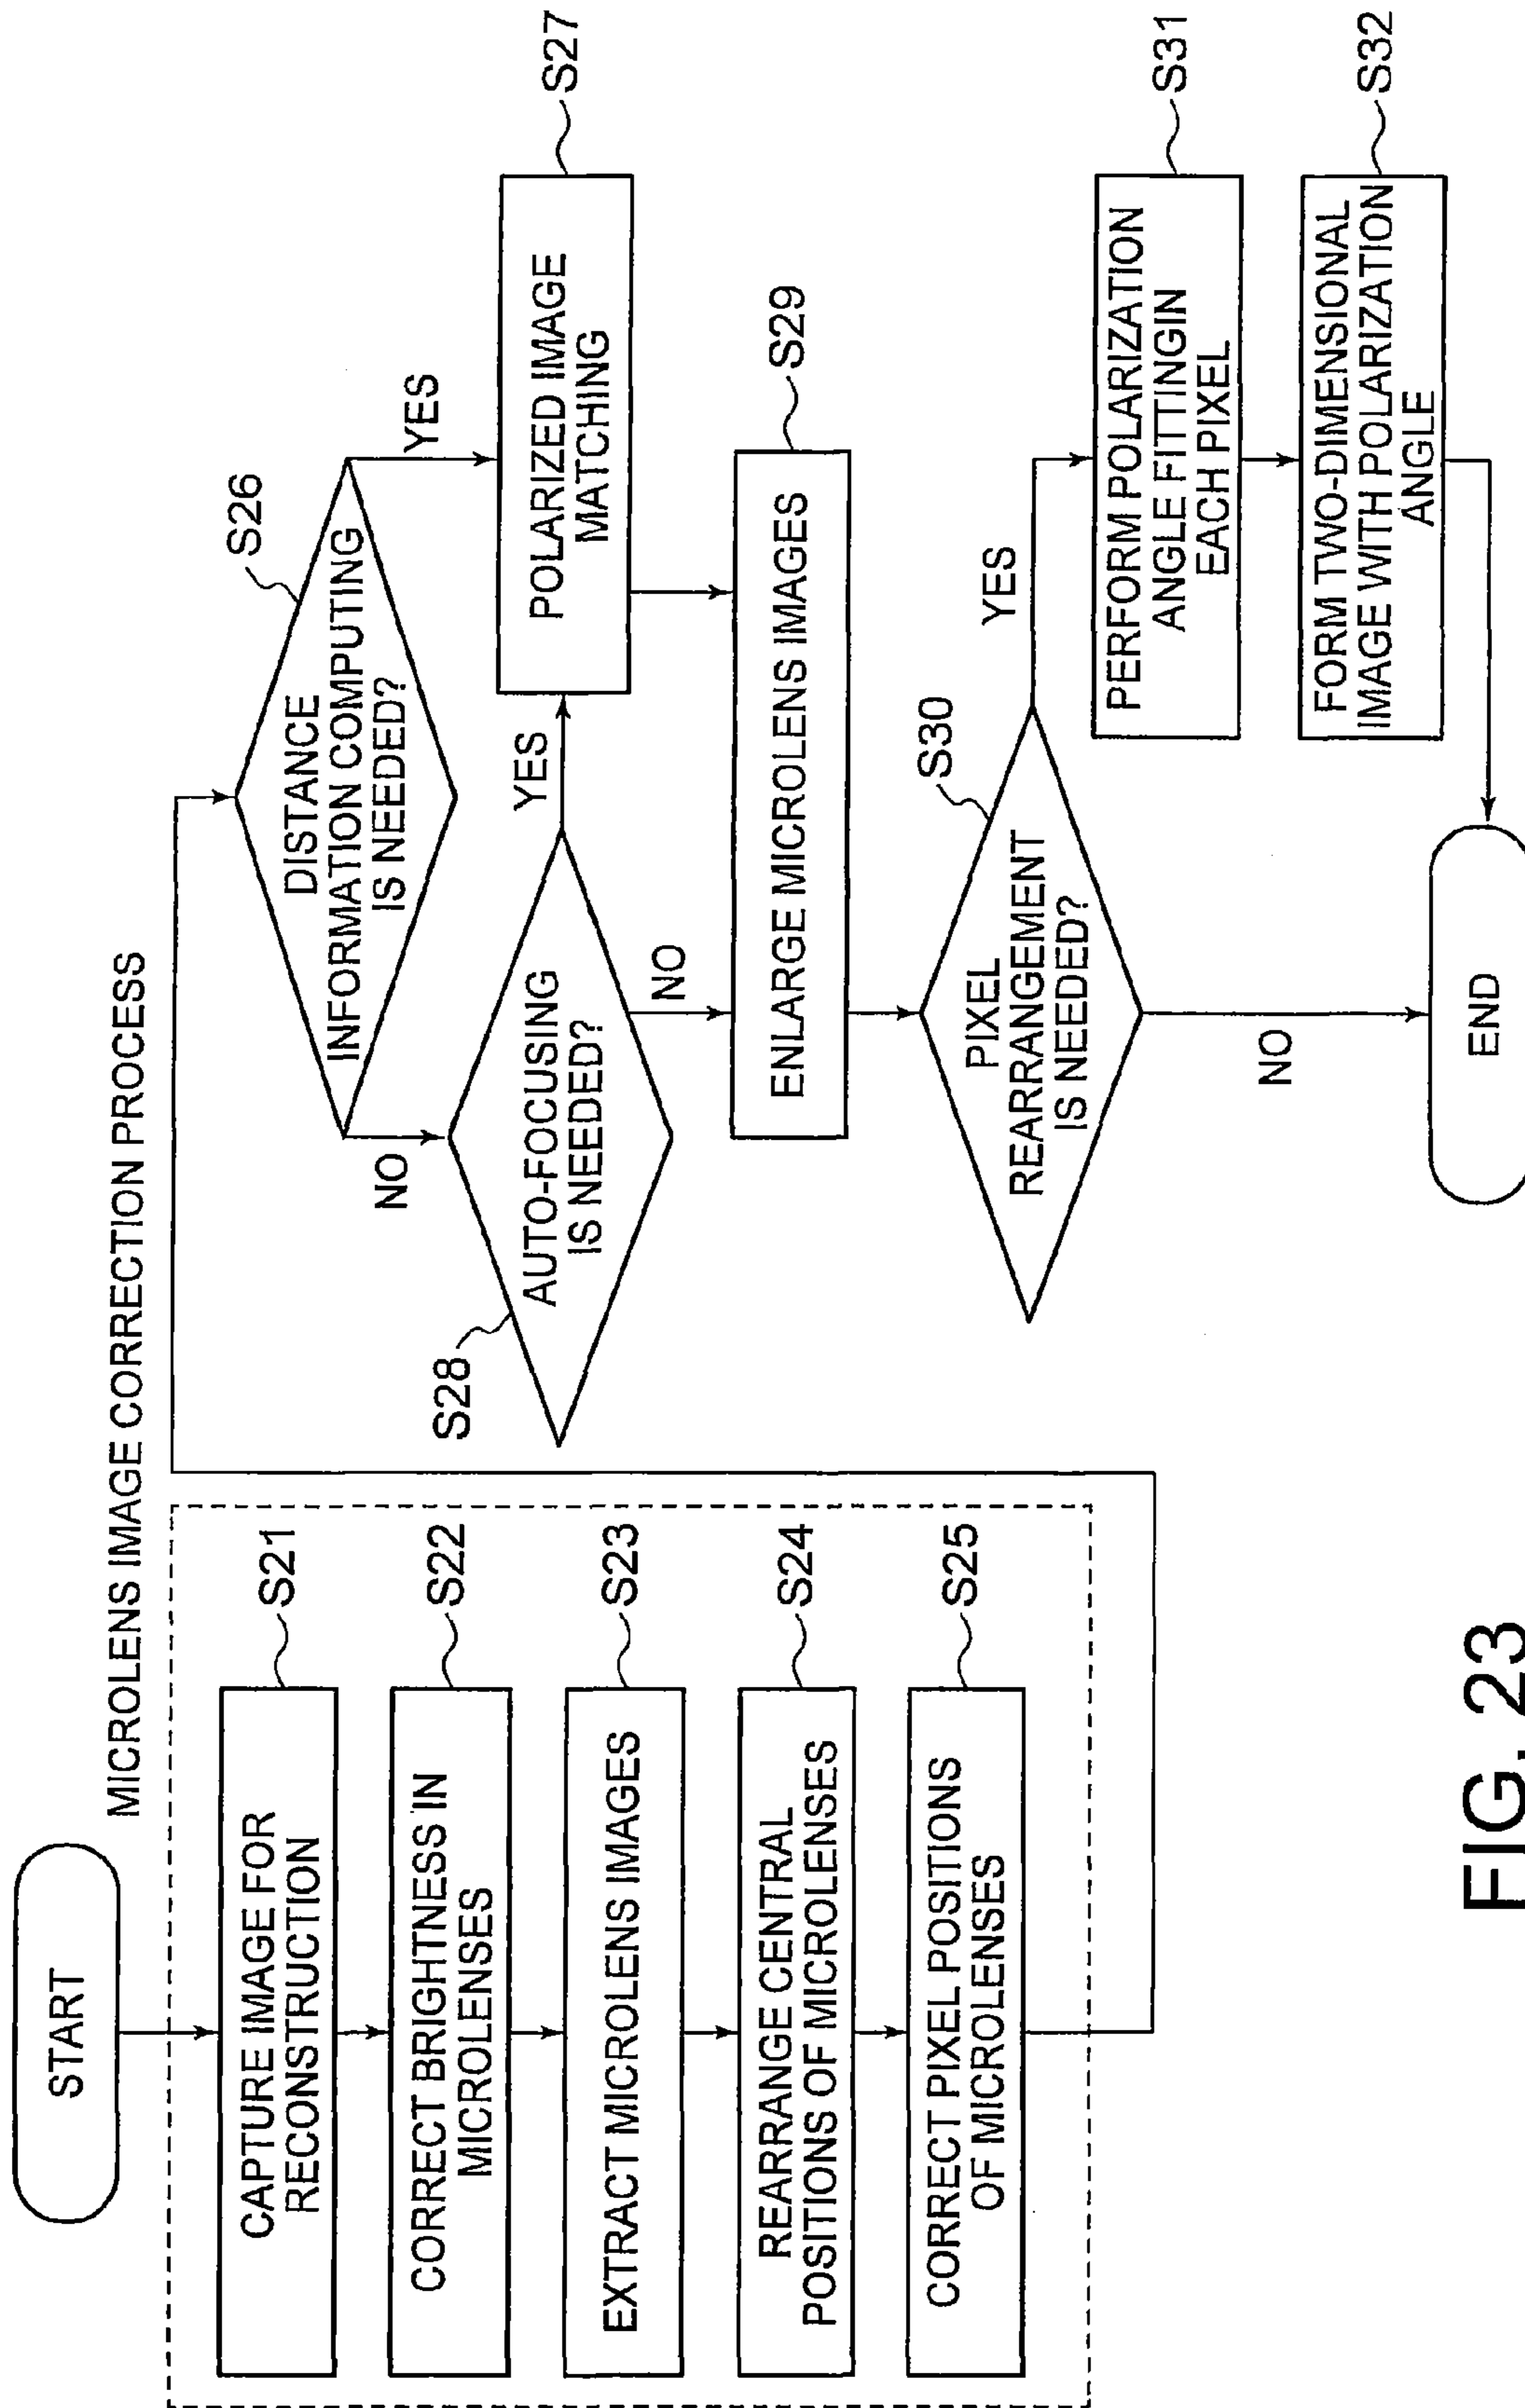 MICROLENS IMAGE CORRECTION PROCESS
START
CAPTURE IMAGE FOR
RECONSTRUCTION
S21
CORRECT BRIGHTNESS IN
MICROLENSES
S22
EXTRACT MICROLENS IMAGES
S23
REARRANGE CENTRAL
POSITIONS OF MICROLENSES
S24
CORRECT PIXEL POSITIONS
OF MICROLENSES
S25
S26
DISTANCE
INFORMATION COMPUTING
IS NEEDED?
YES
NO
S27
POLARIZED IMAGE
MATCHING
S28
AUTO-FOCUSING
IS NEEDED?
YES
NO
S29
ENLARGE MICROLENS IMAGES
S30
PIXEL
REARRANGEMENT
IS NEEDED?
YES
NO
S31
PERFORM POLARIZATION
ANGLE FITTINGIN
EACH PIXEL
S32
FORM TWO-DIMENSIONAL
IMAGE WITH POLARIZATION
ANGLE
END
FIG. 23